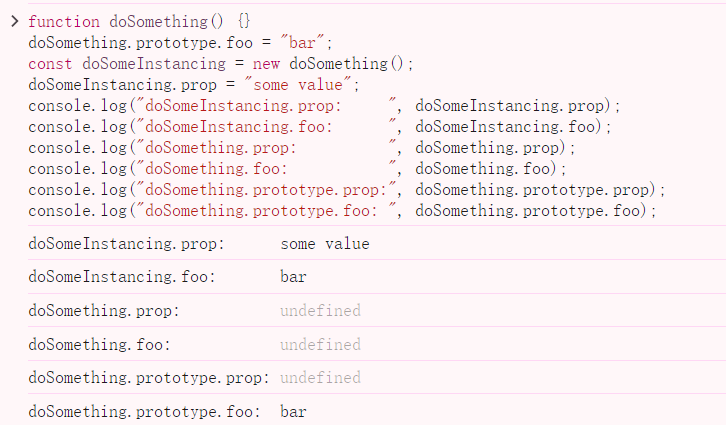 function doSomething() {}
doSomething.prototype.foo = "bar";
const doSomeInstancing = new doSomething();
doSomeInstancing.prop = "some value";
console.log("doSomeInstancing.prop:     ", doSomeInstancing.prop);
console.log("doSomeInstancing.foo:      ", doSomeInstancing.foo);
console.log("doSomething.prop:          ", doSomething.prop);
console.log("doSomething.foo:           ", doSomething.foo);
console.log("doSomething.prototype.prop:", doSomething.prototype.prop);
console.log("doSomething.prototype.foo: ", doSomething.prototype.foo);
doSomeInstancing.prop:      some value
doSomeInstancing.foo:       bar
doSomething.prop:           undefined
doSomething.foo:            undefined
doSomething.prototype.prop: undefined
doSomething.prototype.foo:  bar